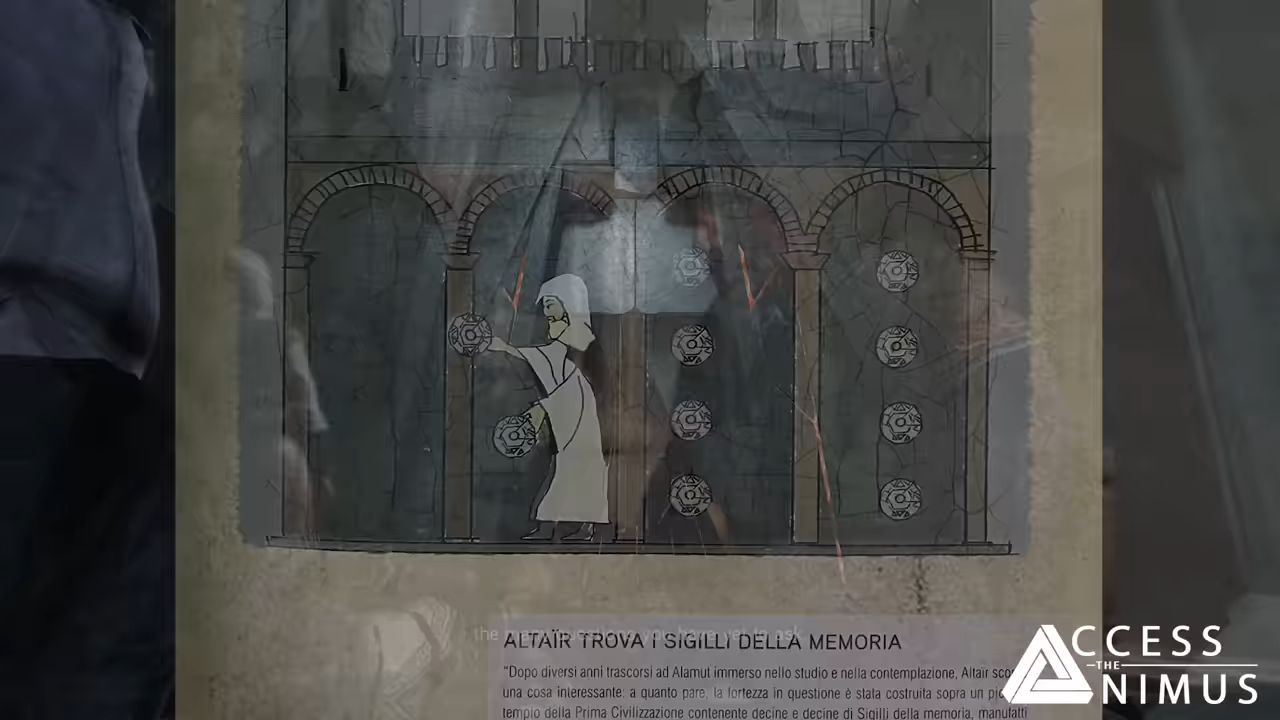 ALTAÏR TROVA I SIGILLI DELLA MEMORIA
"Dopo diversi anni trascorsi ad Alamut immerso nello studio e nella contemplazione, Altaïr
una cosa interessante: a quanto pare, la fortezza in questione è stata costruita sopra un
tempio della Prima Civilizzazione contenente decine e decine di Sigilli della memoria, manufatti
ACCESS
THE
ANIMUS